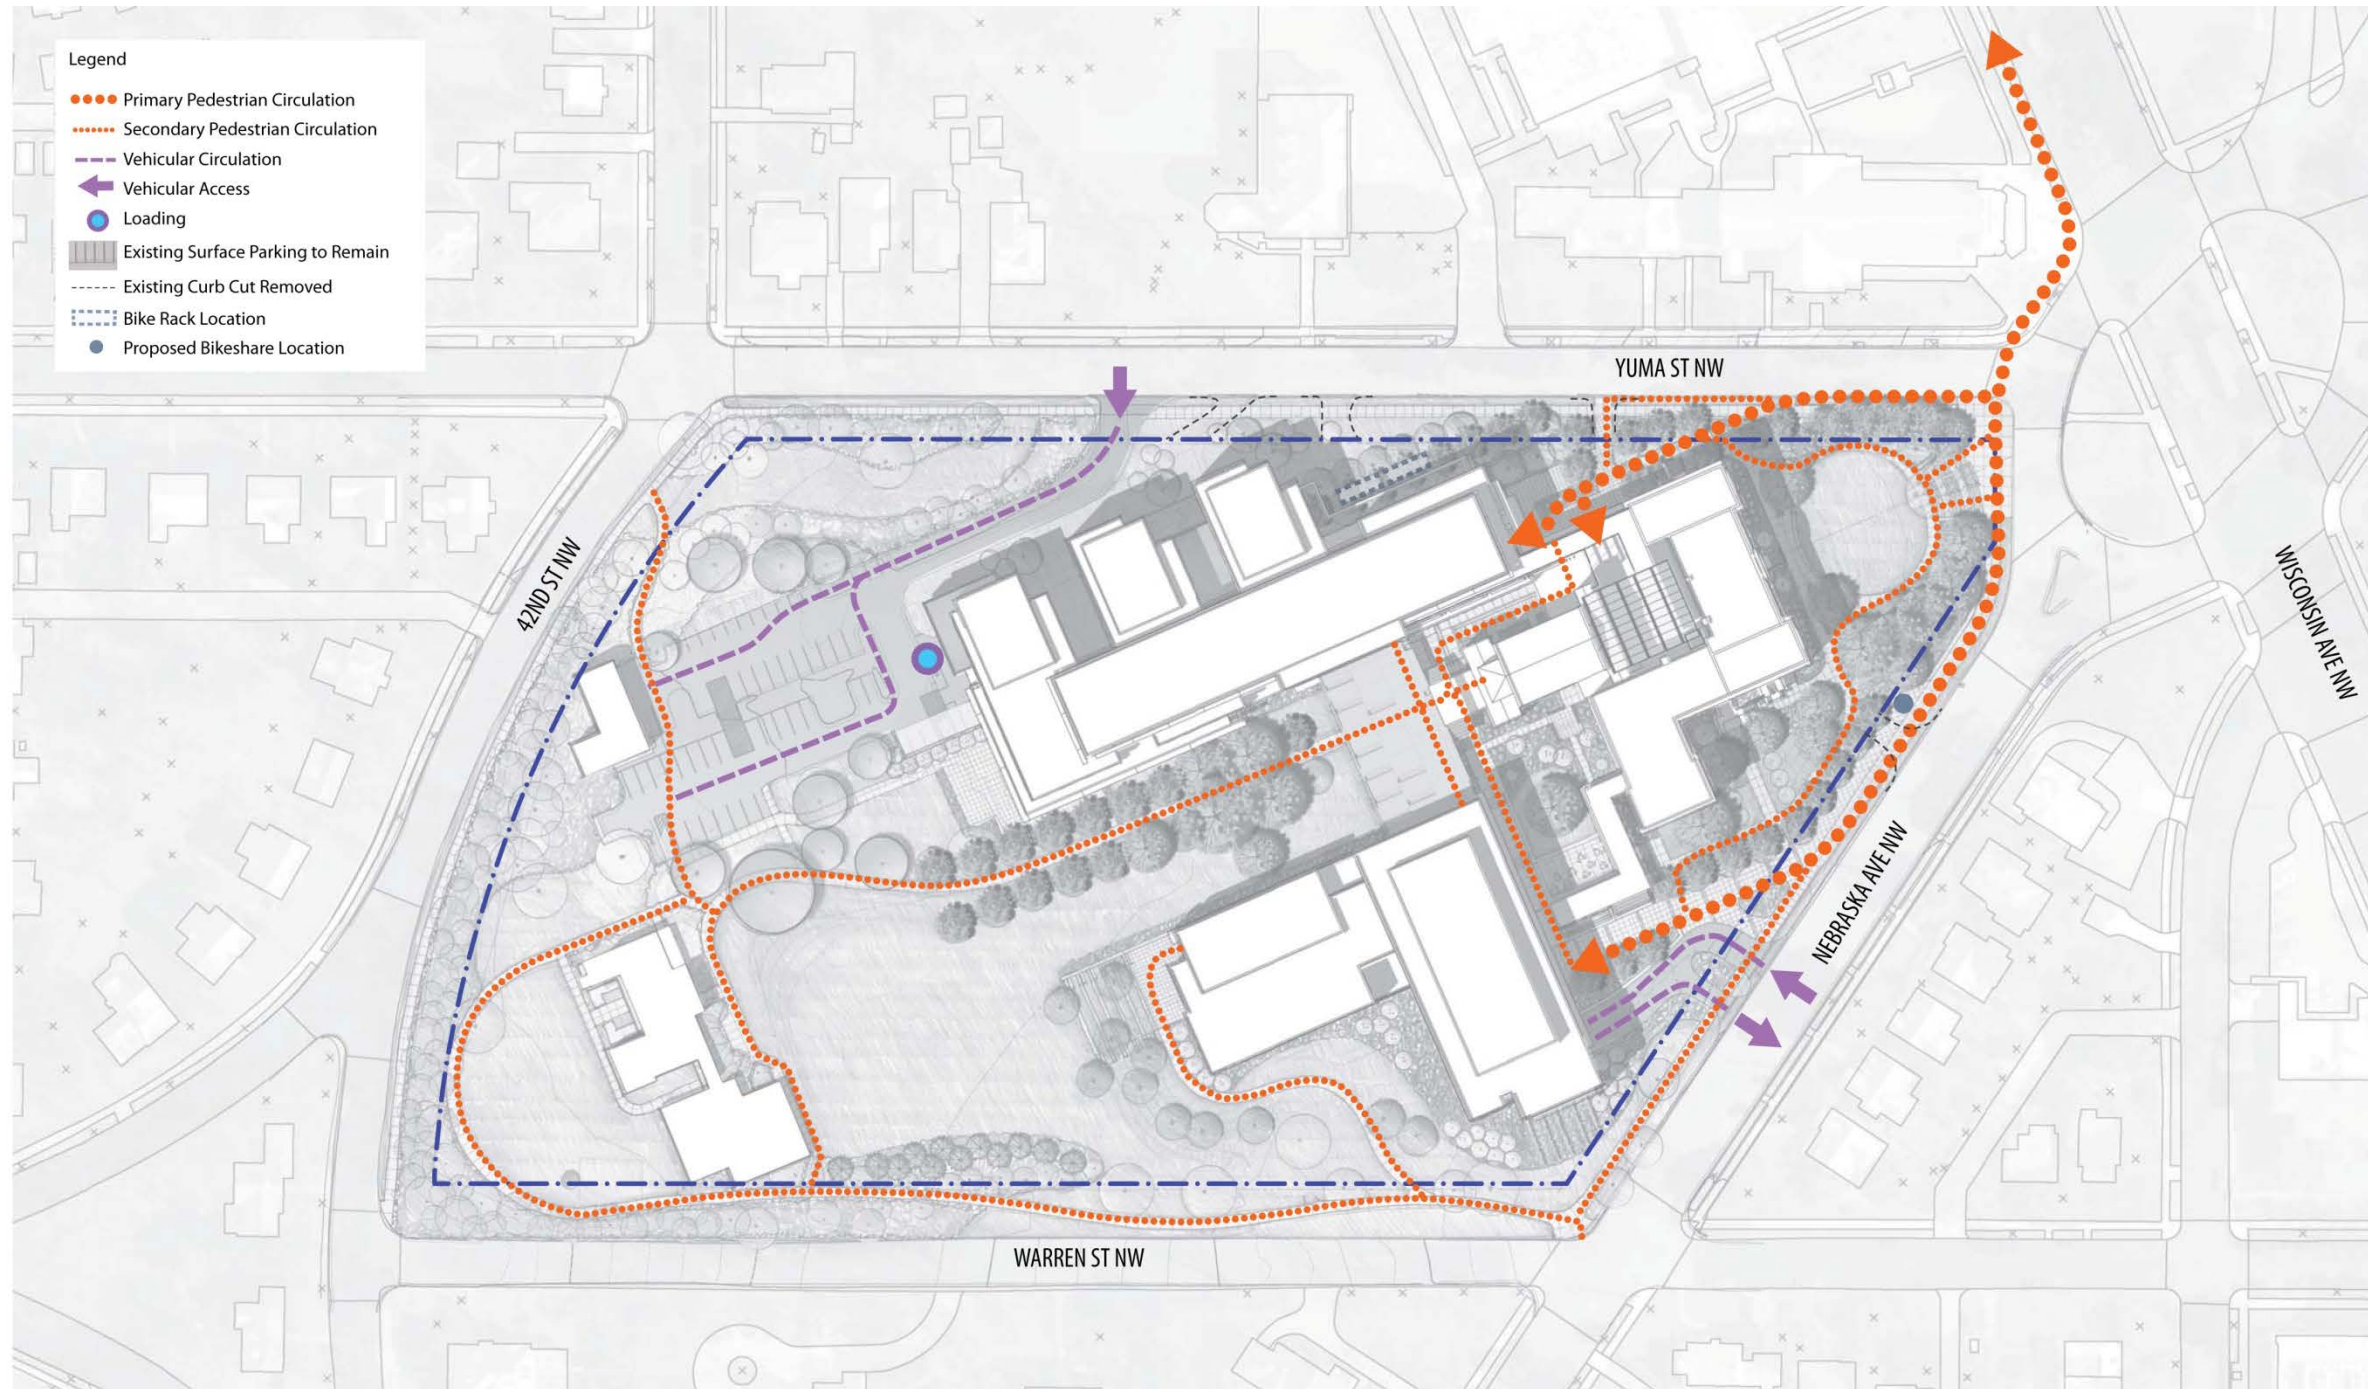 Legend
Primary Pedestrian Circulation
Secondary Pedestrian Circulation
Vehicular Circulation
Vehicular Access
Loading
Existing Surface Parking to Remain
Existing Curb Cut Removed
Bike Rack Location
Proposed Bikeshare Location
YUMA ST NW
42ND ST NW
WISCONSIN AVE NW
NEBRASKA AVE NW
WARREN ST NW